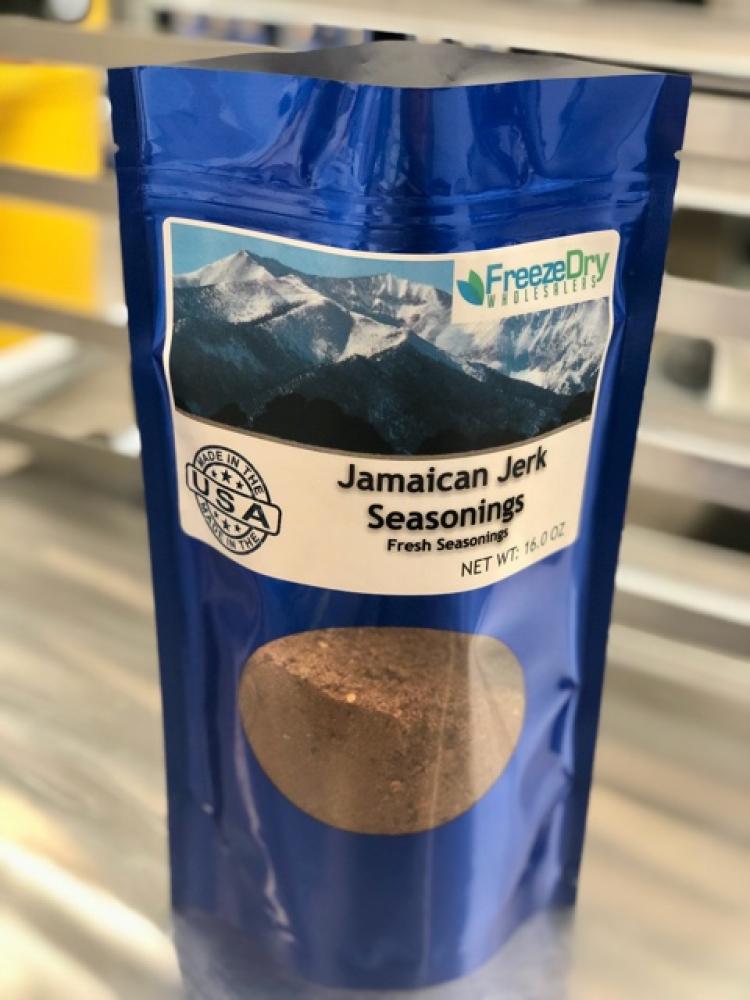 FreezeDry
WHOLESALERS
MADE IN THE
USA
MADE IN THE
Jamaican Jerk
Seasonings
Fresh Seasonings
NET WT: 16.0 OZ